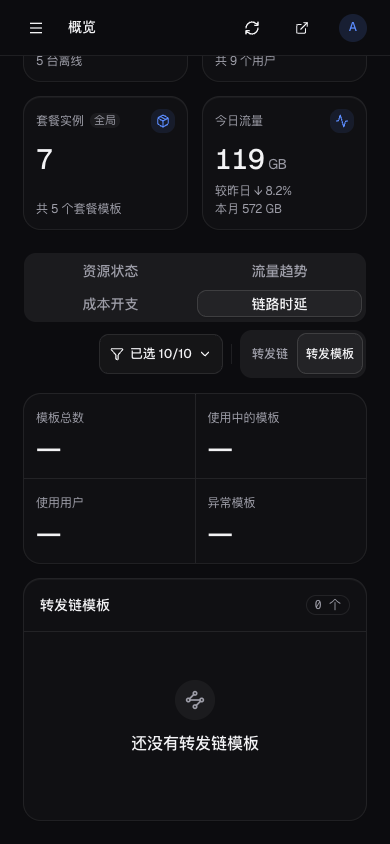 概览
A
5 台离线
共 9 个用户
套餐实例 全局
7
共 5 个套餐模板
今日流量
119 GB
较昨日 ↓ 8.2%
本月 572 GB
资源状态
流量趋势
成本开支
链路时延
已选 10/10
转发链
转发模板
模板总数
—
使用中的模板
—
使用用户
—
异常模板
—
转发链模板
0 个
还没有转发链模板